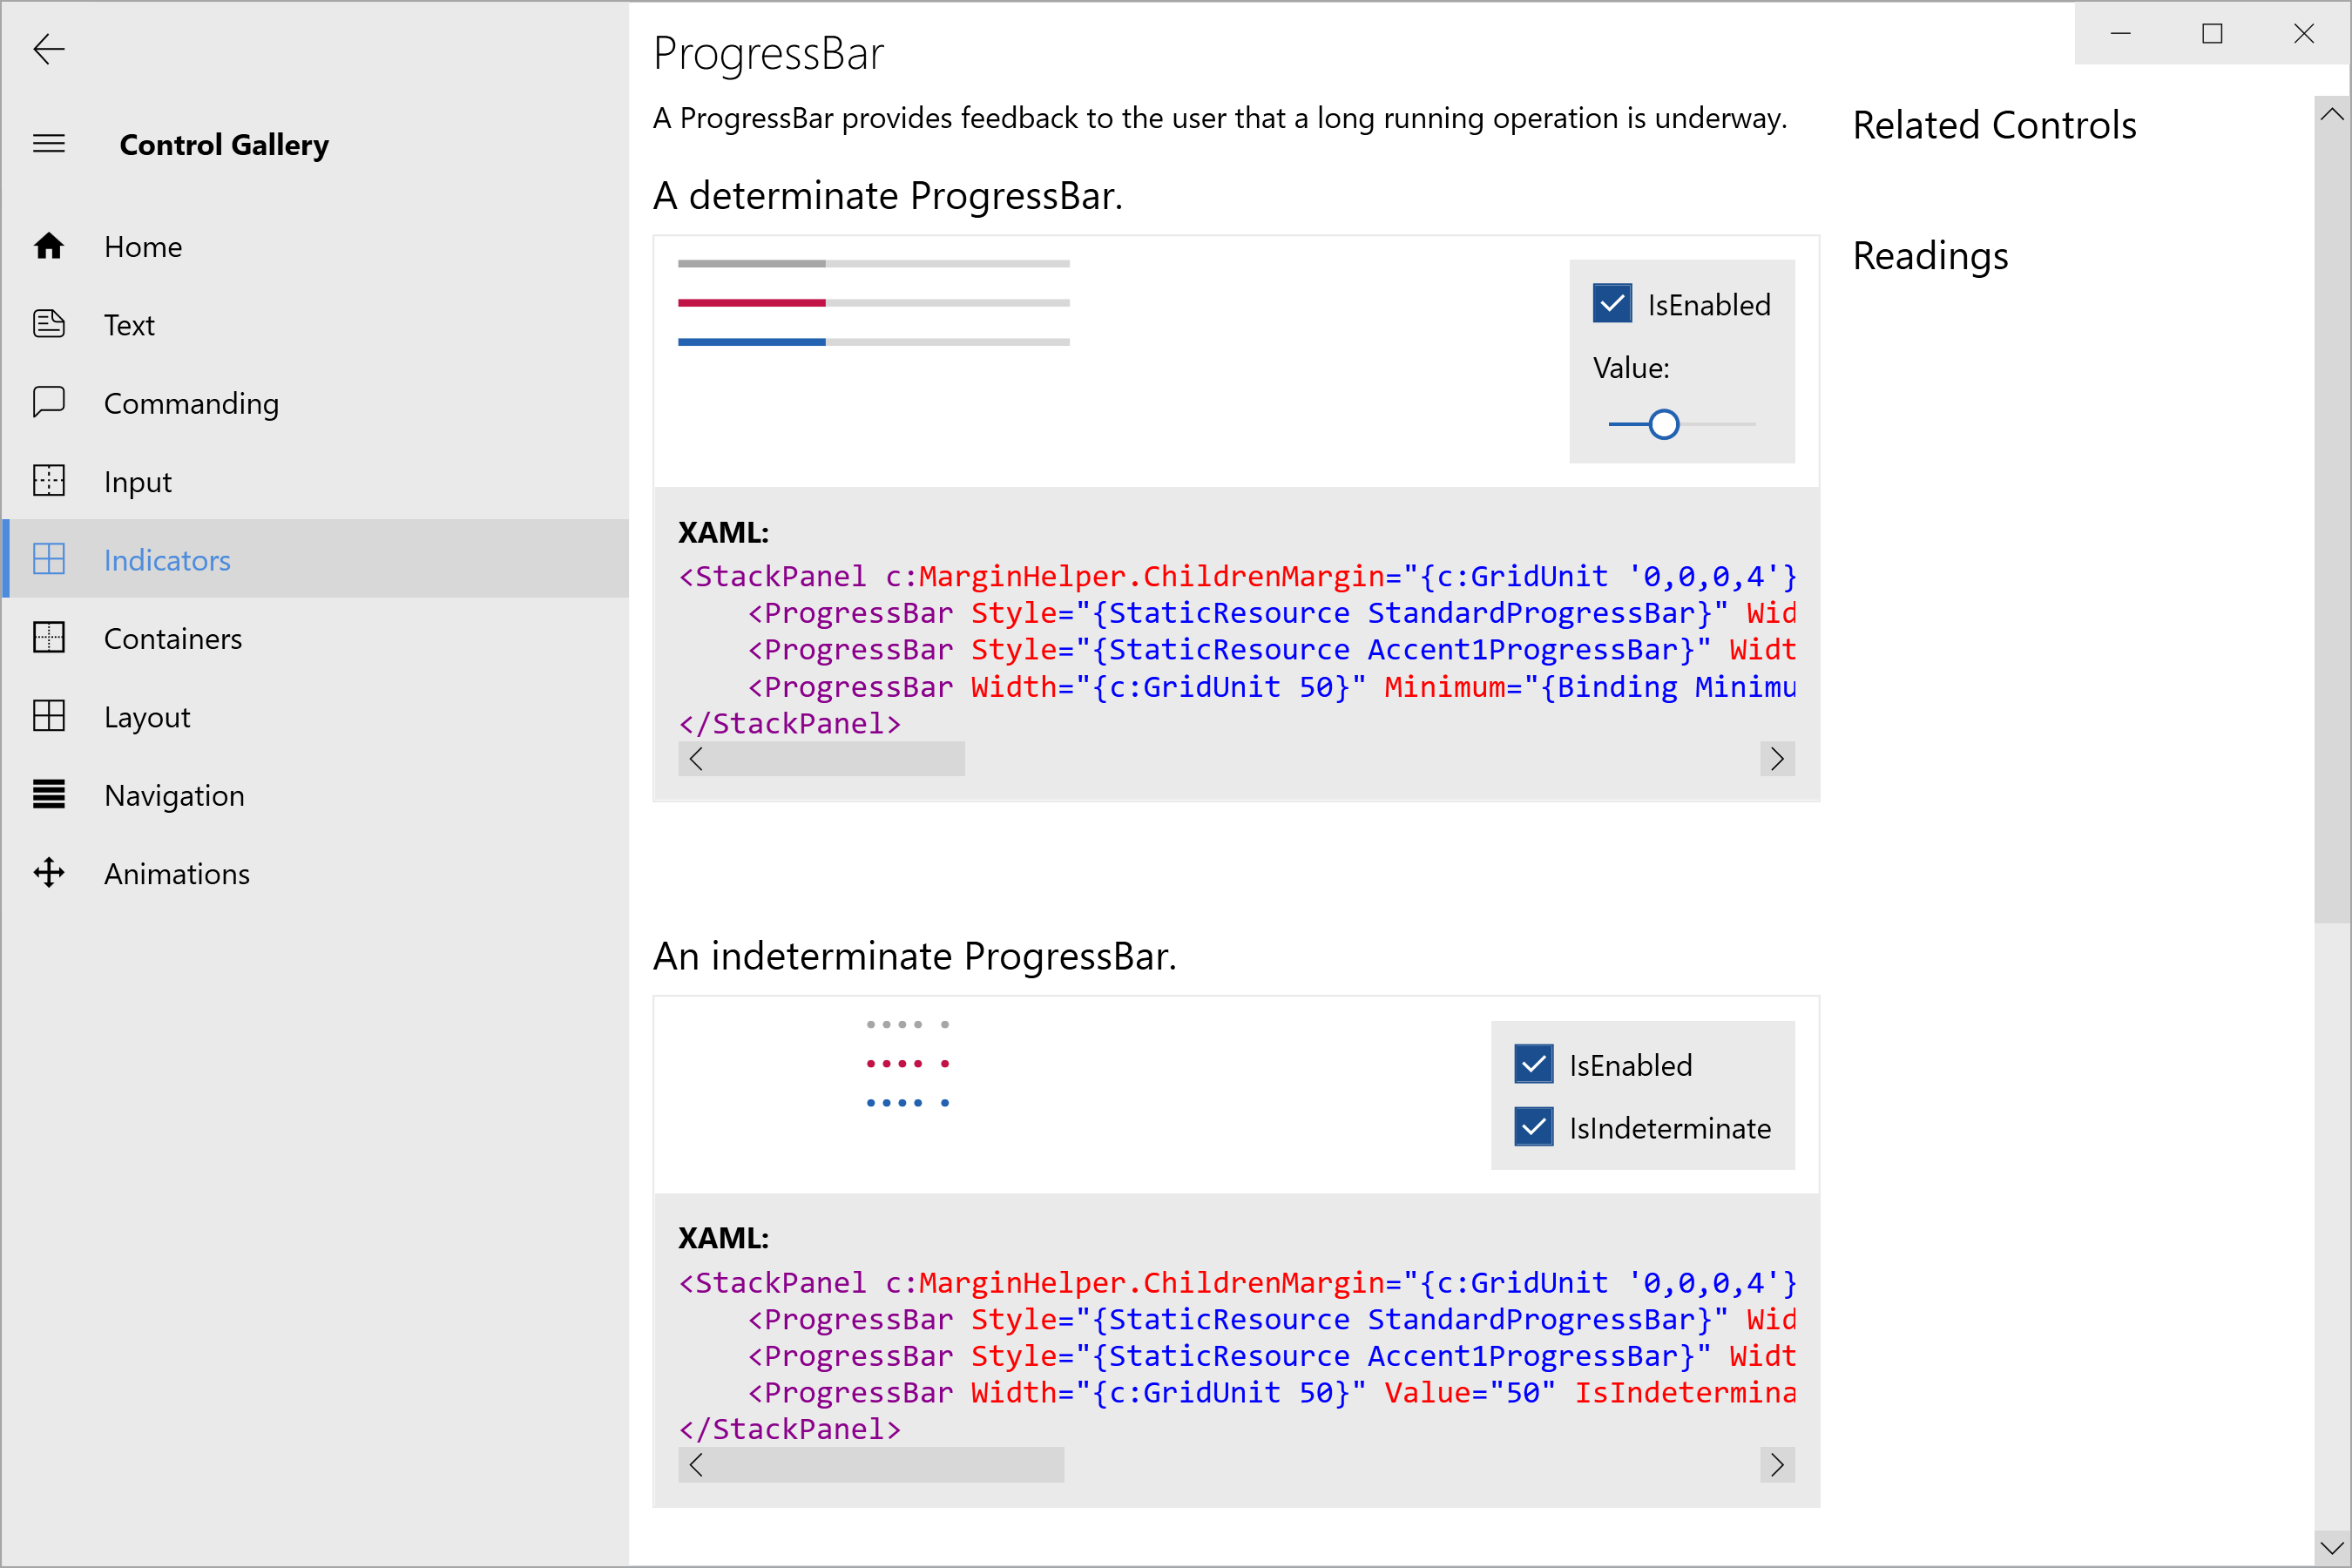 Control Gallery
Home
Text
Commanding
Input
Indicators
Containers
Layout
Navigation
Animations
ProgressBar
A ProgressBar provides feedback to the user that a long running operation is underway.
A determinate ProgressBar.
IsEnabled
Value:
XAML:
<StackPanel c:MarginHelper.ChildrenMargin="{c:GridUnit '0,0,0,4'}
<ProgressBar Style="{StaticResource StandardProgressBar}" Wid
<ProgressBar Style="{StaticResource Accent1ProgressBar}" Widt
<ProgressBar Width="{c:GridUnit 50}" Minimum="{Binding Minimu
</StackPanel>
An indeterminate ProgressBar.
IsEnabled
IsIndeterminate
XAML:
<StackPanel c:MarginHelper.ChildrenMargin="{c:GridUnit '0,0,0,4'}
<ProgressBar Style="{StaticResource StandardProgressBar}" Wid
<ProgressBar Style="{StaticResource Accent1ProgressBar}" Widt
<ProgressBar Width="{c:GridUnit 50}" Value="50" IsIndetermina
</StackPanel>
Related Controls
Readings